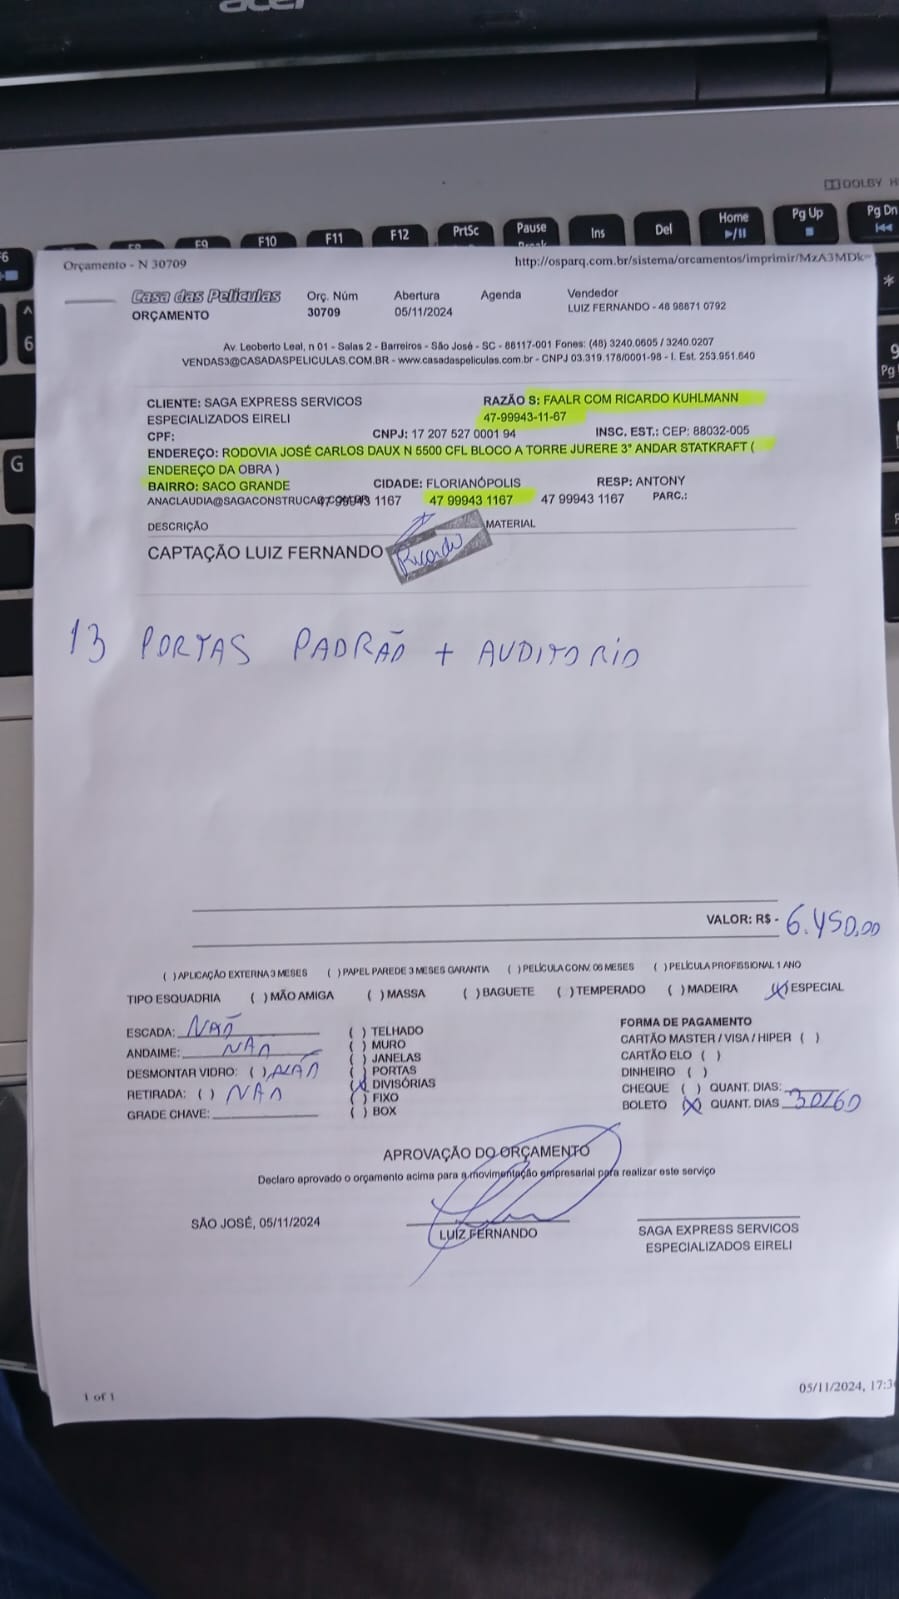 acer
DOLBY
F6 F9 F10 F11 F12 PrtSc Pause Ins Del Home Pg Up Pg Dn
Orçamento - N 30709
http://osparq.com.br/sistema/orcamentos/imprimir/MzA3MDk=
Casa das Películas
ORÇAMENTO
Orç. Núm
30709
Abertura
05/11/2024
Agenda
Vendedor
LUIZ FERNANDO - 48 98871 0792
Av. Leoberto Leal, n 01 - Salas 2 - Barreiros - São José - SC - 88117-001 Fones: (48) 3240.0605 / 3240.0207
VENDAS3@CASADASPELICULAS.COM.BR - www.casadaspeliculas.com.br - CNPJ 03.319.178/0001-98 - I. Est. 253.951.640
CLIENTE: SAGA EXPRESS SERVICOS
ESPECIALIZADOS EIRELI
RAZÃO S: FAALR COM RICARDO KUHLMANN
47-99943-11-67
CPF: CNPJ: 17 207 527 0001 94 INSC. EST.: CEP: 88032-005
ENDEREÇO: RODOVIA JOSÉ CARLOS DAUX N 5500 CFL BLOCO A TORRE JURERE 3° ANDAR STATKRAFT (
ENDEREÇO DA OBRA )
BAIRRO: SACO GRANDE CIDADE: FLORIANÓPOLIS RESP: ANTONY
47 99943 1167 47 99943 1167 47 99943 1167 PARC.:
DESCRIÇÃO MATERIAL
CAPTAÇÃO LUIZ FERNANDO Ricardo
13 PORTAS PADRÃO + AUDITORIO
VALOR: R$ - 6.450,00
( )APLICAÇÃO EXTERNA 3 MESES ( )PAPEL PAREDE 3 MESES GARANTIA ( )PELÍCULA CONV. 06 MESES ( )PELÍCULA PROFISSIONAL 1 ANO
TIPO ESQUADRIA ( )MÃO AMIGA ( )MASSA ( )BAGUETE ( )TEMPERADO ( )MADEIRA (X)ESPECIAL
ESCADA: NAÕ
ANDAIME: NÃO
DESMONTAR VIDRO: ( )
RETIRADA: ( ) NÃO
GRADE CHAVE:
( ) TELHADO
( ) MURO
( ) JANELAS
( ) PORTAS
(X) DIVISÓRIAS
( ) FIXO
( ) BOX
FORMA DE PAGAMENTO
CARTÃO MASTER / VISA / HIPER ( )
CARTÃO ELO ( )
DINHEIRO ( )
CHEQUE ( ) QUANT. DIAS:
BOLETO (X) QUANT. DIAS 30/60
APROVAÇÃO DO ORÇAMENTO
Declaro aprovado o orçamento acima para a movimentação empresarial para realizar este serviço
SÃO JOSÉ, 05/11/2024
LUIZ FERNANDO
SAGA EXPRESS SERVICOS
ESPECIALIZADOS EIRELI
1 of 1
05/11/2024, 17:3